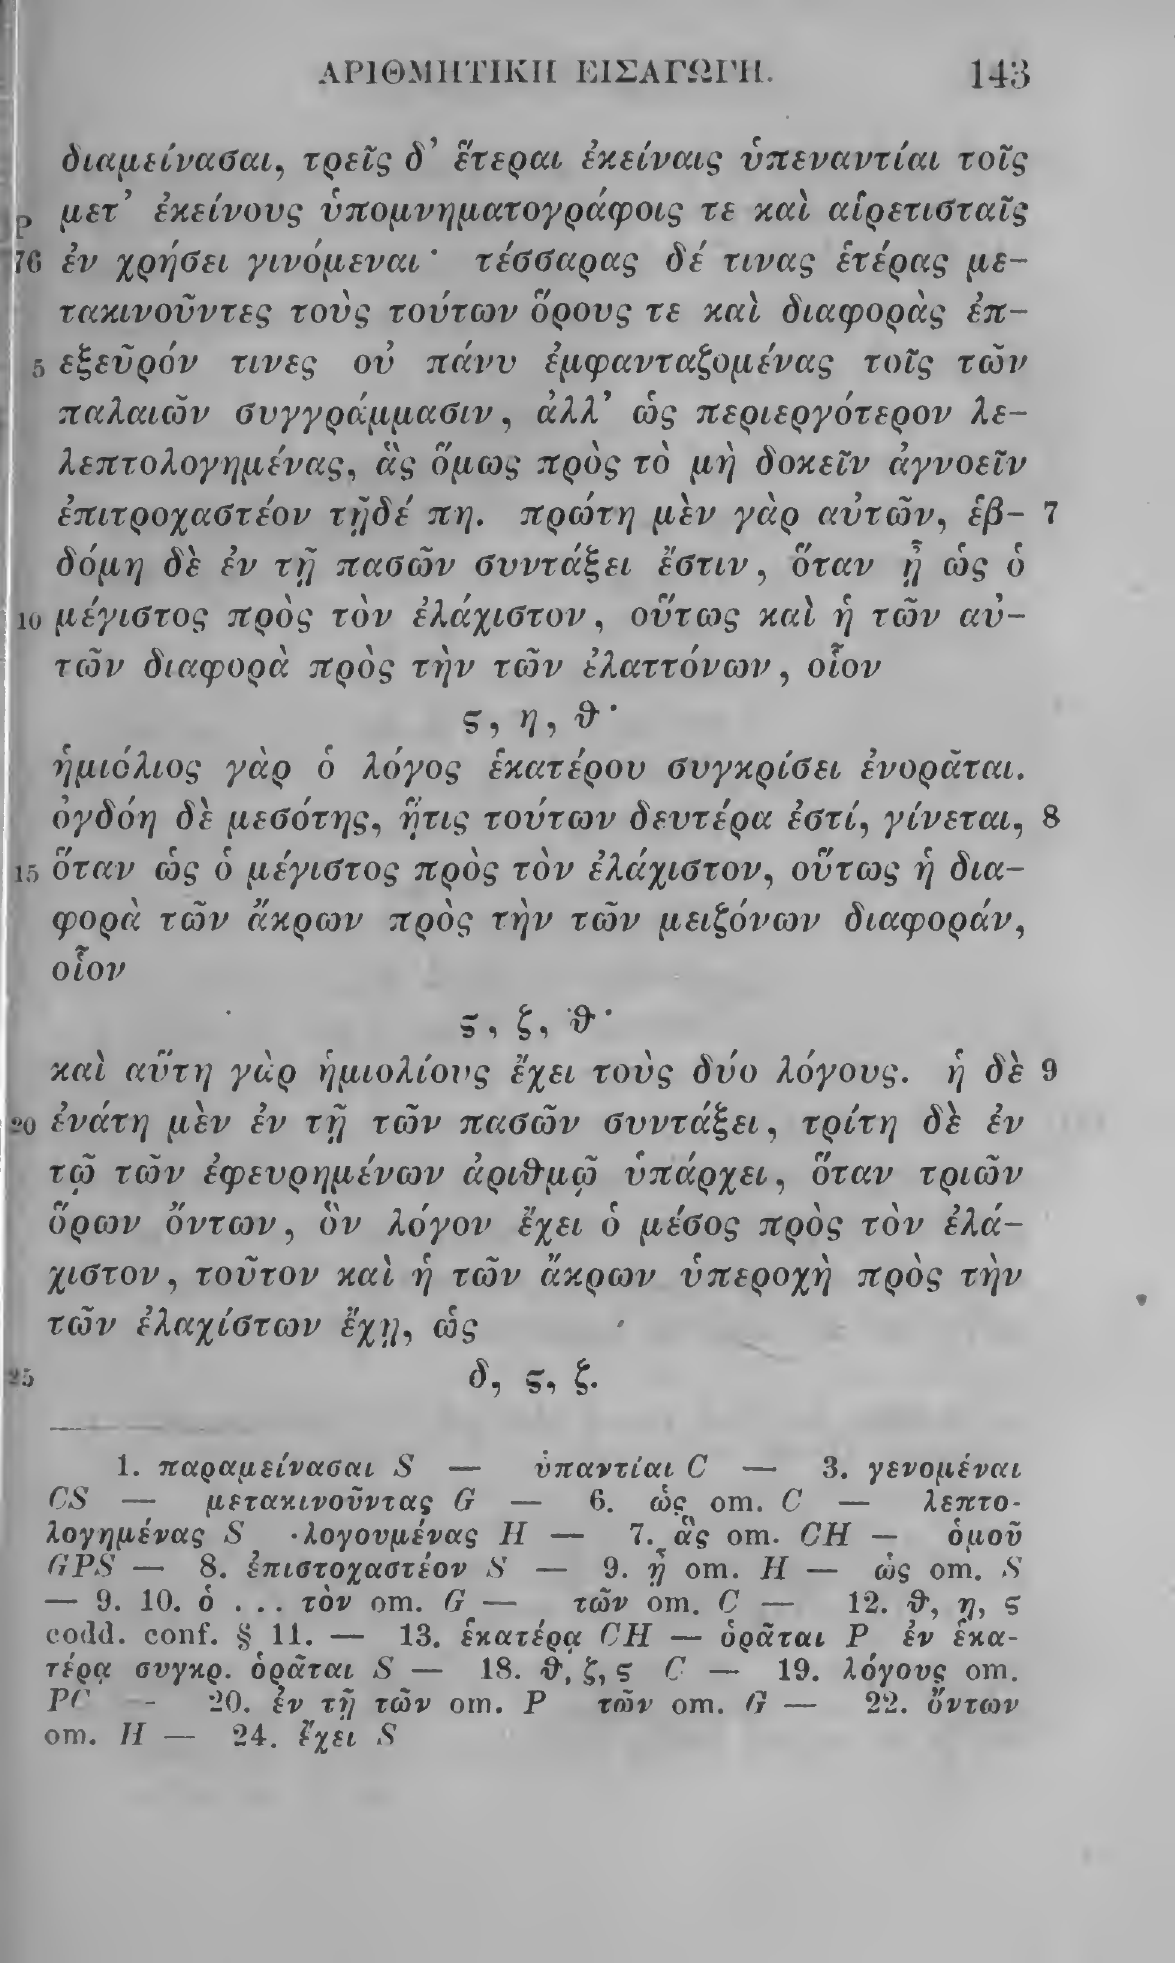 ΑΡΙΘΜΗΤΙΚΗ ΕΙΣΑΓΩΓΗ. 143
διαμείνασαι, τρεῖς δ’ ἕτεραι ἐκείναις ὑπεναντίαι τοῖς
p μετ’ ἐκείνους ὑπομνηματογράφοις τε καὶ αἱρετισταῖς
76 ἐν χρήσει γινόμεναι· τέσσαρας δέ τινας ἑτέρας με-
τακινοῦντες τοὺς τούτων ὅρους τε καὶ διαφορὰς ἐπ-
5 εξεῦρόν τινες οὐ πάνυ ἐμφανταζομένας τοῖς τῶν
παλαιῶν συγγράμμασιν, ἀλλ’ ὡς περιεργότερον λε-
λεπτολογημένας, ἃς ὅμως πρὸς τὸ μὴ δοκεῖν ἀγνοεῖν
ἐπιτροχαστέον τῇδέ πη. πρώτη μὲν γὰρ αὐτῶν, ἑβ- 7
δόμη δὲ ἐν τῇ πασῶν συντάξει ἔστιν, ὅταν ᾖ ὡς ὁ
10 μέγιστος πρὸς τὸν ἐλάχιστον, οὕτως καὶ ἡ τῶν αὐ-
τῶν διαφορὰ πρὸς τὴν τῶν ἐλαττόνων, οἷον
ϛ, η, ϑ·
ἡμιόλιος γὰρ ὁ λόγος ἑκατέρου συγκρίσει ἐνορᾶται.
ὀγδόη δὲ μεσότης, ἥτις τούτων δευτέρα ἐστί, γίνεται, 8
15 ὅταν ὡς ὁ μέγιστος πρὸς τὸν ἐλάχιστον, οὕτως ἡ δια-
φορὰ τῶν ἄκρων πρὸς τὴν τῶν μειζόνων διαφοράν,
οἷον
ϛ, ζ, ϑ·
καὶ αὕτη γὰρ ἡμιολίους ἔχει τοὺς δύο λόγους. ἡ δὲ 9
20 ἐνάτη μὲν ἐν τῇ τῶν πασῶν συντάξει, τρίτη δὲ ἐν
τῷ τῶν ἐφευρημένων ἀριϑμῷ ὑπάρχει, ὅταν τριῶν
ὅρων ὄντων, ὃν λόγον ἔχει ὁ μέσος πρὸς τὸν ἐλά-
χιστον, τοῦτον καὶ ἡ τῶν ἄκρων ὑπεροχὴ πρὸς τὴν
τῶν ἐλαχίστων ἔχῃ, ὡς
25 δ, ϛ, ζ.
1. παραμείνασαι S — ὑπαντίαι C — 3. γενομέναι
CS — μετακινοῦντας G — 6. ὡς om. C — λεπτο-
λογημένας S ·λογουμένας H — 7. ἃς om. CH — ὁμοῦ
GPS — 8. ἐπιστοχαστέον S — 9. ᾖ om. H — ὡς om. S
— 9. 10. ὁ . .. τὸν om. G — τῶν om. C — 12. ϑ, η, ϛ
codd. conf. § 11. — 13. ἑκατέρᾳ CH — ὁρᾶται P ἐν ἑκα-
τέρᾳ συγκρ. ὁρᾶται S — 18. ϑ, ζ, ϛ C — 19. λόγους om.
PC — 20. ἐν τῇ τῶν om. P τῶν om. G — 22. ὄντων
om. H — 24. ἔχει S